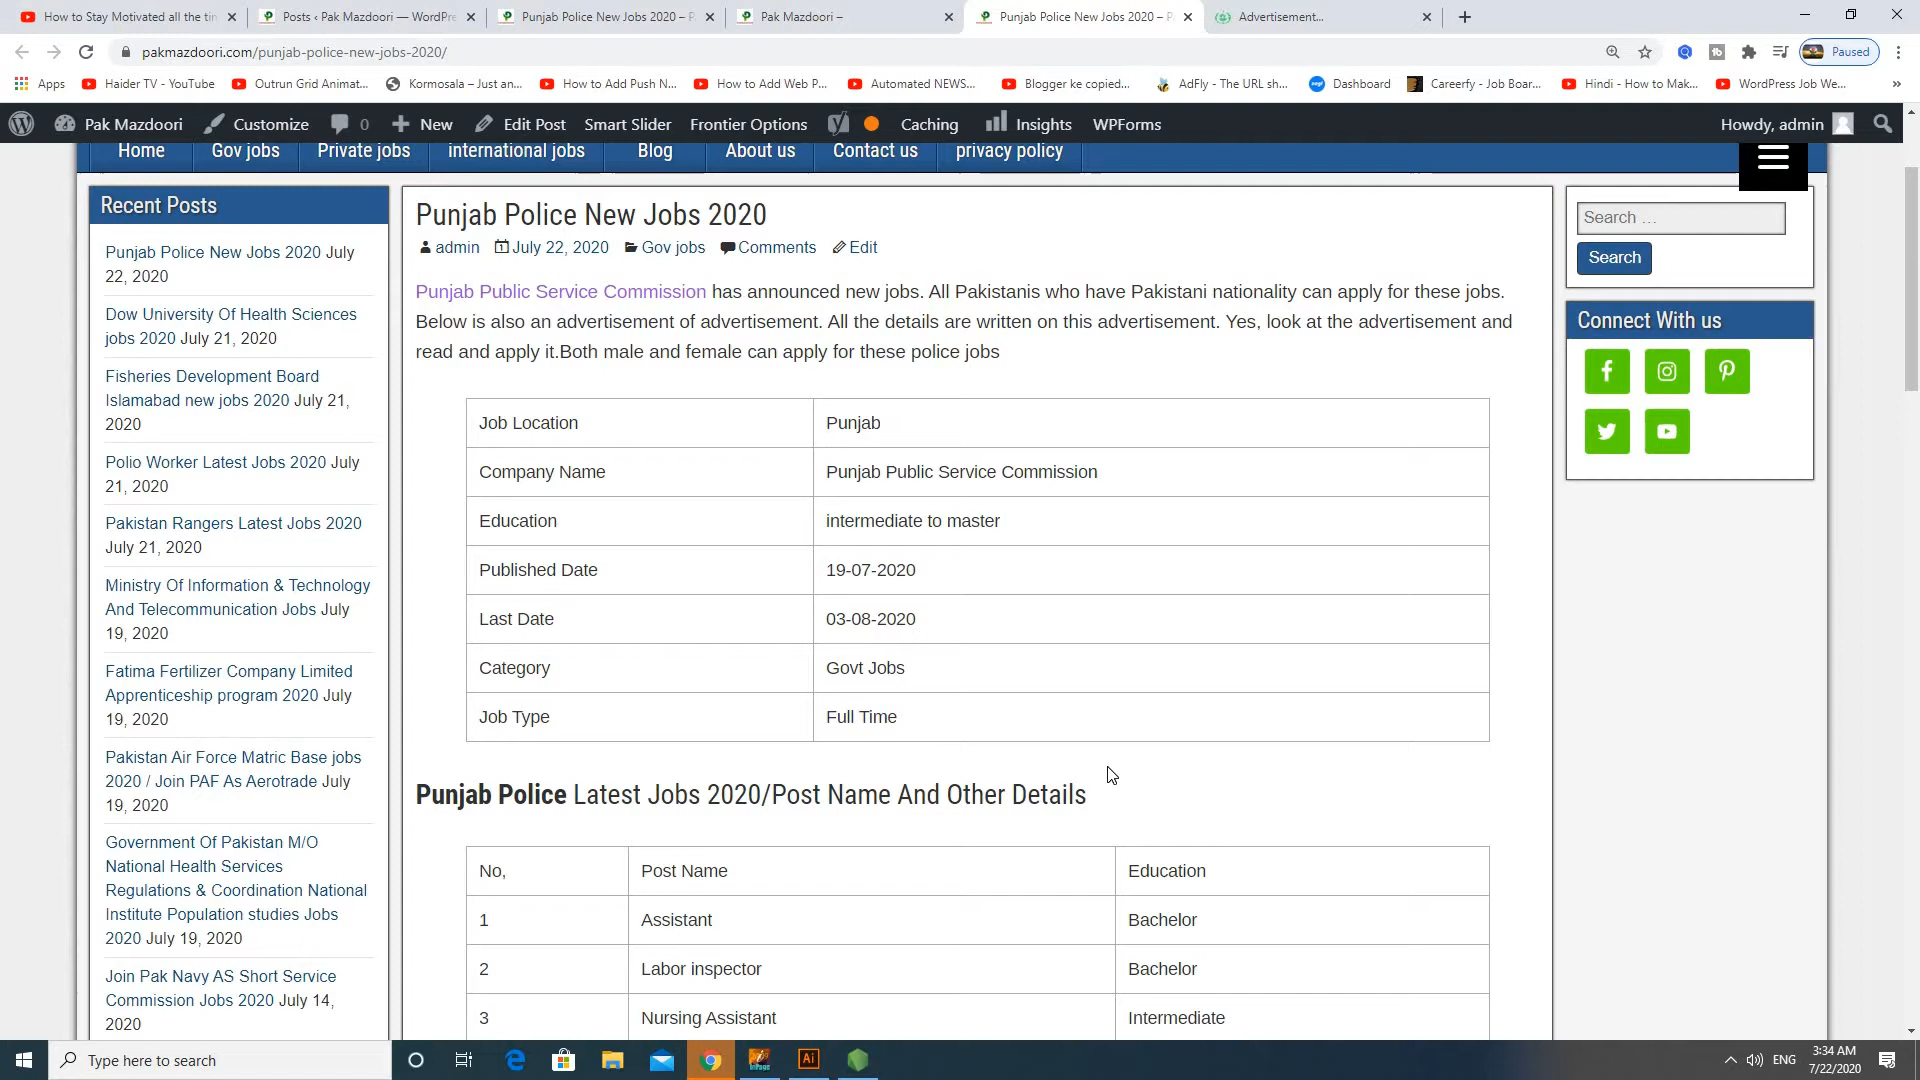 How to Stay Motivated all the tim
Posts ‹ Pak Mazdoori — WordPre
Punjab Police New Jobs 2020 – P
Pak Mazdoori –
Punjab Police New Jobs 2020 – P
Advertisement...
pakmazdoori.com/punjab-police-new-jobs-2020/
Paused
Apps
Haider TV - YouTube
Outrun Grid Animat...
Kormosala – Just an...
How to Add Push N...
How to Add Web P...
Automated NEWS...
Blogger ke copied...
AdFly - The URL sh...
Dashboard
Careerfy - Job Boar...
Hindi - How to Mak...
WordPress Job We...
»
Pak Mazdoori
Customize
0
New
Edit Post
Smart Slider
Frontier Options
Caching
Insights
WPForms
Howdy, admin
Home
Gov jobs
Private jobs
international jobs
Blog
About us
Contact us
privacy policy
Recent Posts
Punjab Police New Jobs 2020 July
22, 2020
Dow University Of Health Sciences
jobs 2020 July 21, 2020
Fisheries Development Board
Islamabad new jobs 2020 July 21,
2020
Polio Worker Latest Jobs 2020 July
21, 2020
Pakistan Rangers Latest Jobs 2020
July 21, 2020
Ministry Of Information & Technology
And Telecommunication Jobs July
19, 2020
Fatima Fertilizer Company Limited
Apprenticeship program 2020 July
19, 2020
Pakistan Air Force Matric Base jobs
2020 / Join PAF As Aerotrade July
19, 2020
Government Of Pakistan M/O
National Health Services
Regulations & Coordination National
Institute Population studies Jobs
2020 July 19, 2020
Join Pak Navy AS Short Service
Commission Jobs 2020 July 14,
2020
Punjab Police New Jobs 2020
admin July 22, 2020 Gov jobs Comments Edit
Punjab Public Service Commission has announced new jobs. All Pakistanis who have Pakistani nationality can apply for these jobs.
Below is also an advertisement of advertisement. All the details are written on this advertisement. Yes, look at the advertisement and
read and apply it.Both male and female can apply for these police jobs
Job Location Punjab
Company Name Punjab Public Service Commission
Education intermediate to master
Published Date 19-07-2020
Last Date 03-08-2020
Category Govt Jobs
Job Type Full Time
Punjab Police Latest Jobs 2020/Post Name And Other Details
No, Post Name Education
1 Assistant Bachelor
2 Labor inspector Bachelor
3 Nursing Assistant Intermediate
Search …
Search
Connect With us
Type here to search
Ai
ENG
3:34 AM
7/22/2020